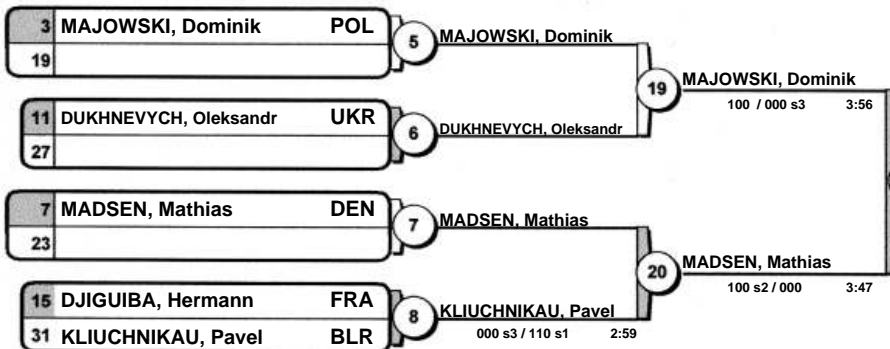 3 MAJOWSKI, Dominik POL
19
5 MAJOWSKI, Dominik
11 DUKHNEVYCH, Oleksandr UKR
27
6 DUKHNEVYCH, Oleksandr
19 MAJOWSKI, Dominik
100 / 000 s3 3:56
7 MADSEN, Mathias DEN
23
7 MADSEN, Mathias
15 DJIGUIBA, Hermann FRA
31 KLIUCHNIKAU, Pavel BLR
8 KLIUCHNIKAU, Pavel
000 s3 / 110 s1 2:59
20 MADSEN, Mathias
100 s2 / 000 3:47